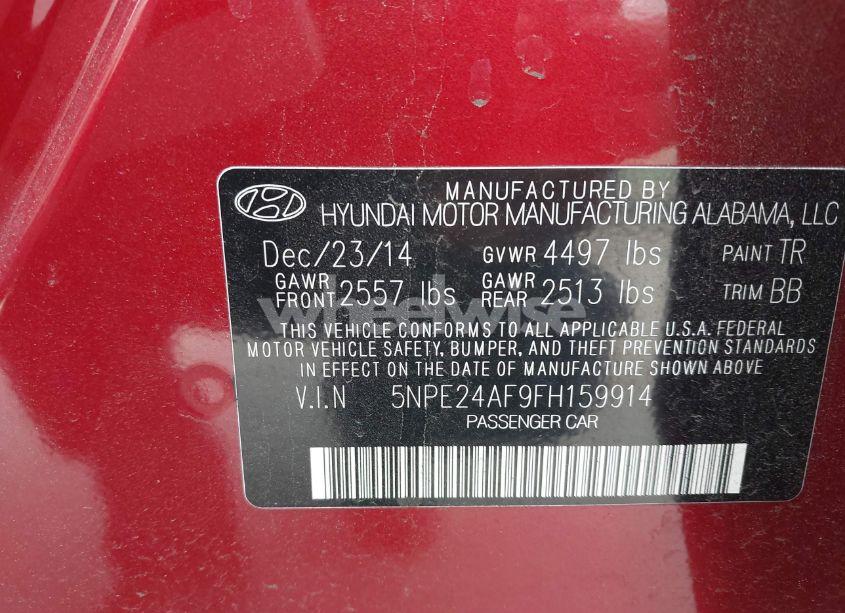 MANUFACTURED BY
HYUNDAI MOTOR MANUFACTURING ALABAMA, LLC
Dec/23/14 GVWR 4497 lbs PAINT TR
GAWR FRONT 2557 lbs GAWR REAR 2513 lbs TRIM BB
wheelwise
THIS VEHICLE CONFORMS TO ALL APPLICABLE U.S.A. FEDERAL
MOTOR VEHICLE SAFETY, BUMPER, AND THEFT PREVENTION STANDARDS
IN EFFECT ON THE DATE OF MANUFACTURE SHOWN ABOVE
V.I.N 5NPE24AF9FH159914
PASSENGER CAR